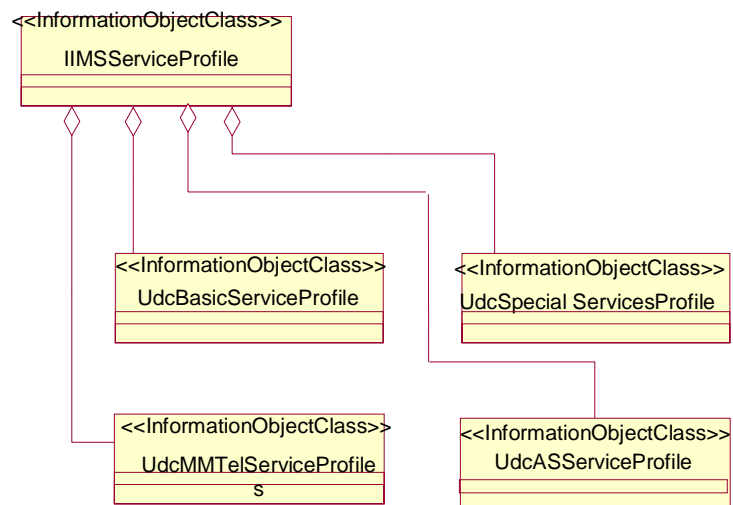 <<InformationObjectClass>>
IIMSServiceProfile
<<InformationObjectClass>>
UdcBasicServiceProfile
<<InformationObjectClass>>
UdcSpecial ServicesProfile
<<InformationObjectClass>>
UdcMMTelServiceProfile
s
<<InformationObjectClass>>
UdcASServiceProfile